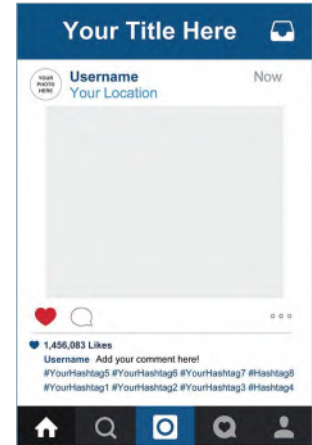 Your Title Here
YOUR
PHOTO
HERE
Username
Now
Your Location
1,456,083 Likes
Username Add your comment here!
#YourHashtag5 #YourHashtag6 #YourHashtag7 #Hashtag8
#YourHashtag1 #YourHashtag2 #YourHashtag3 #Hashtag4